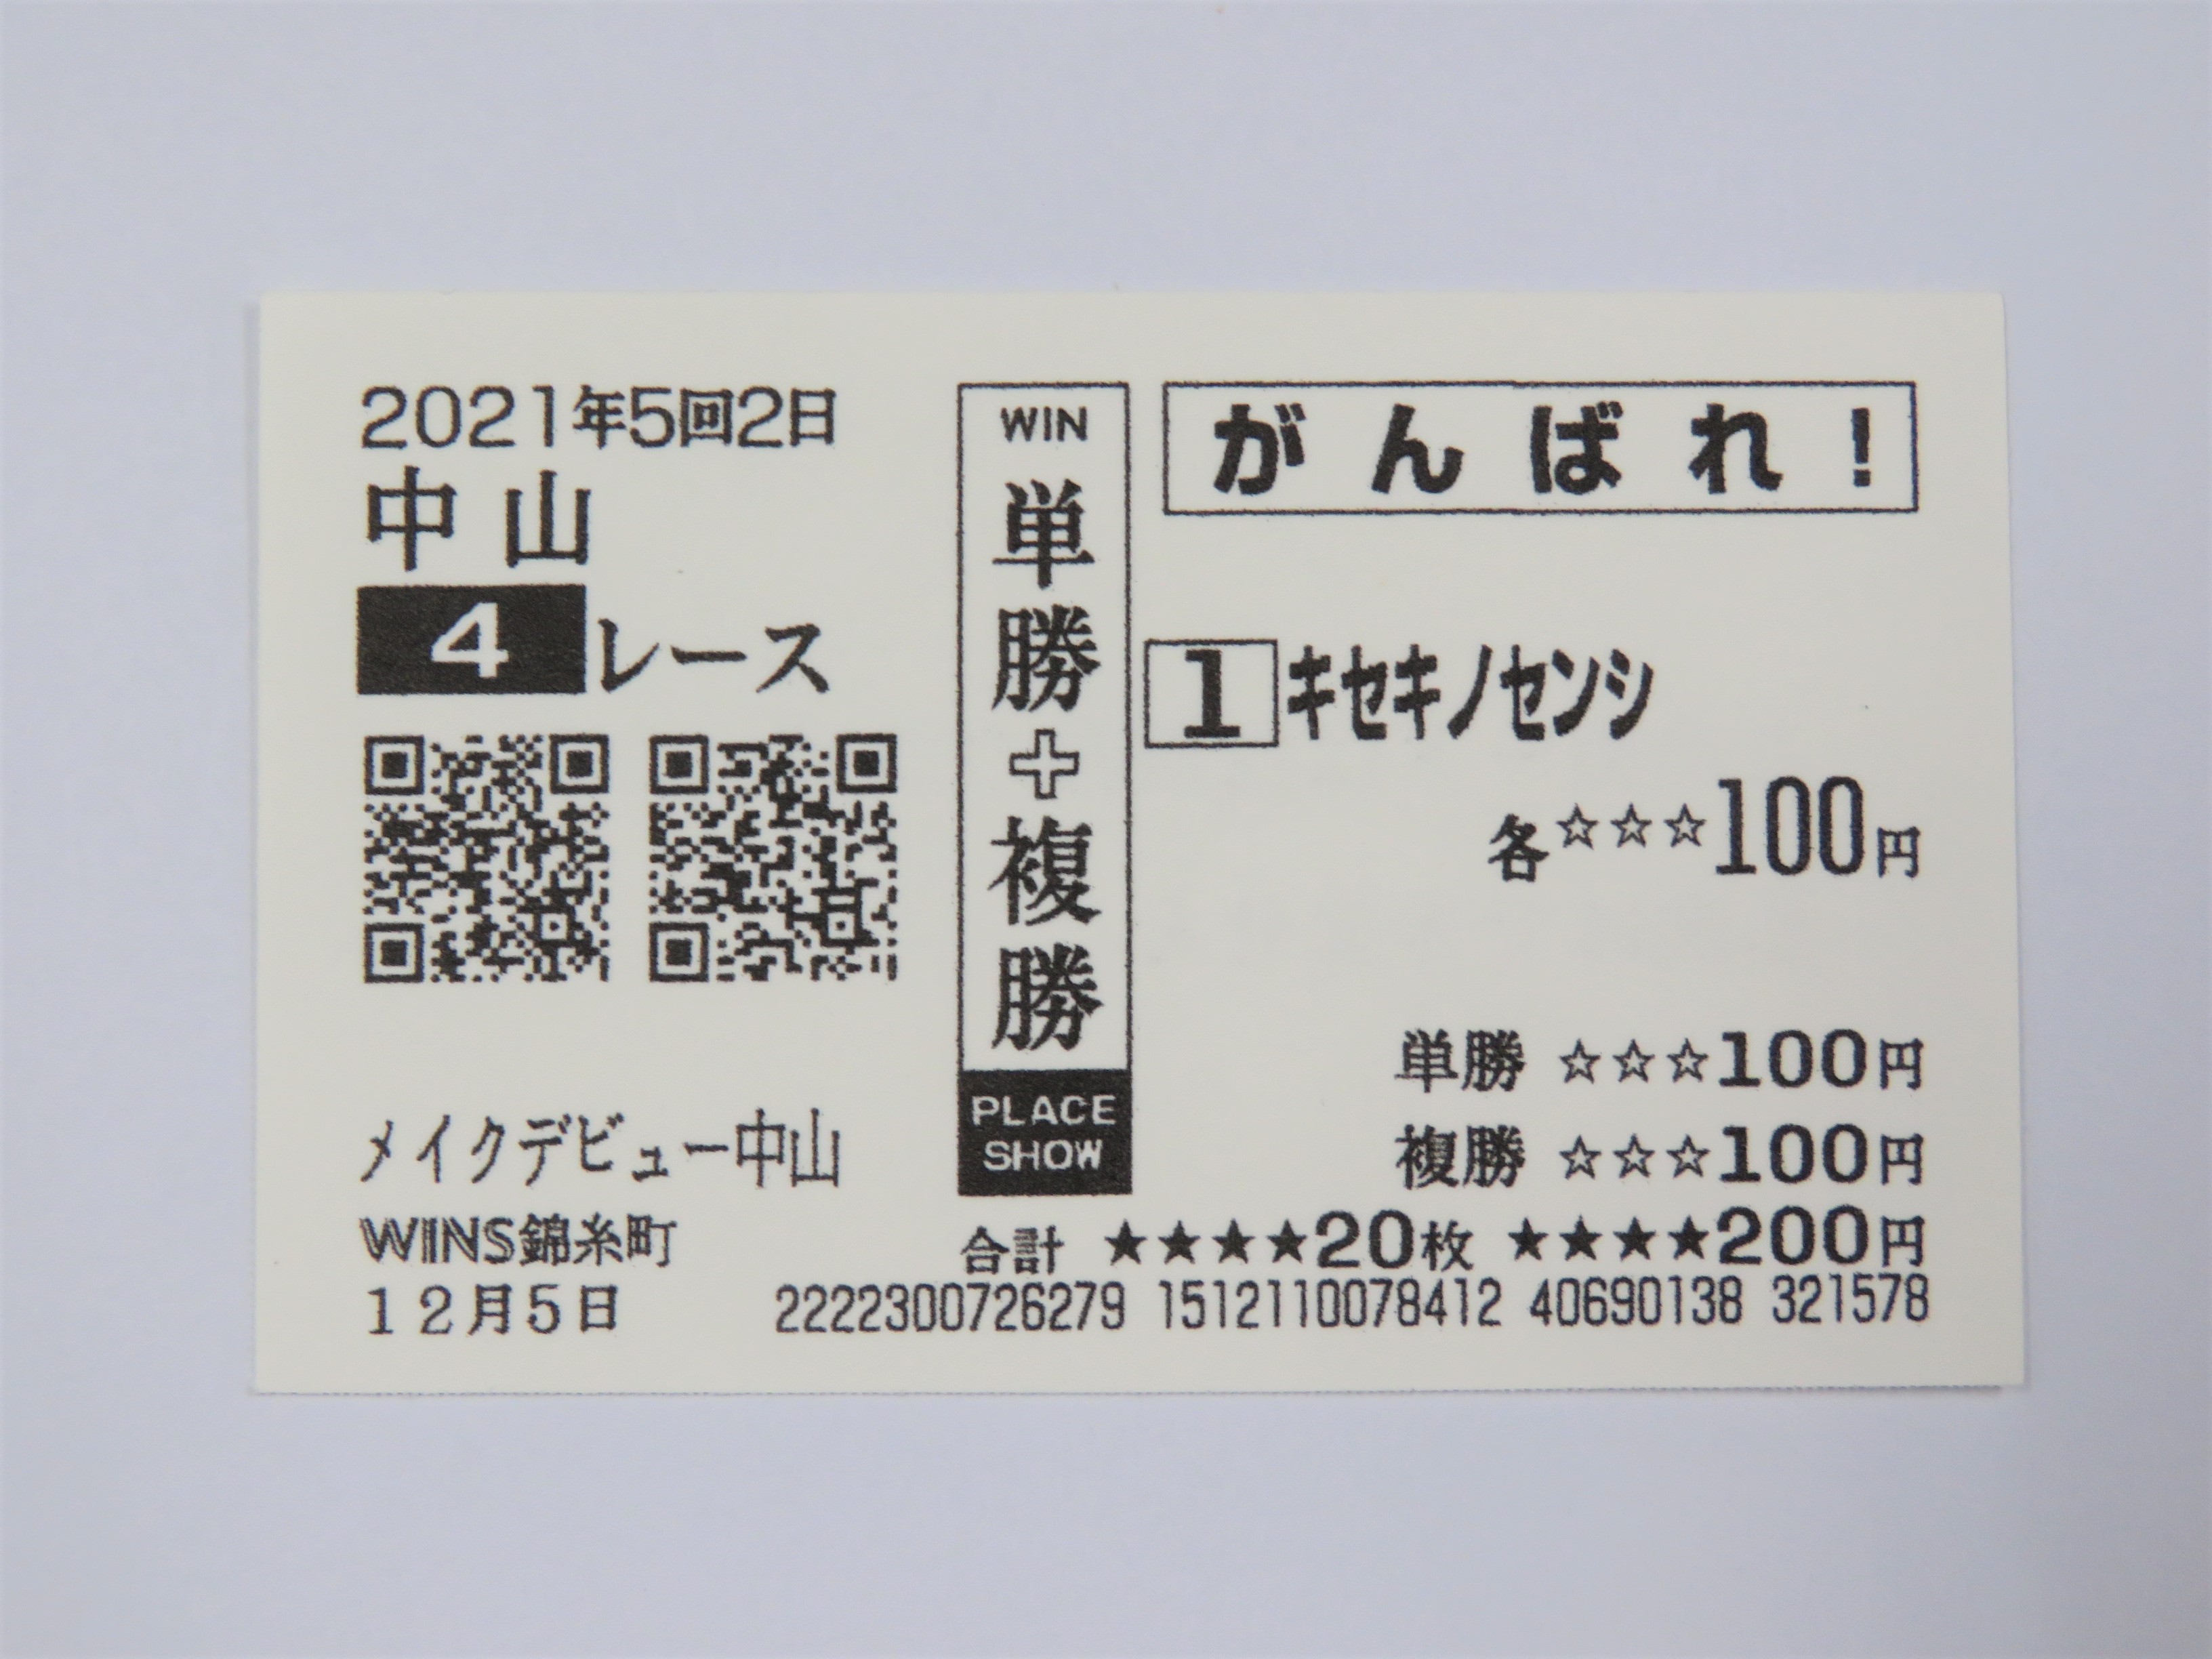 2021年5回2日
中山
4レース
メイクデビュー中山
WINS錦糸町
12月5日
WIN
単勝+複勝
PLACE
SHOW
がんばれ!
1 キセキノセンシ
各☆☆☆100円
単勝 ☆☆☆100円
複勝 ☆☆☆100円
合計 ★★★★20枚 ★★★★200円
2222300726279 1512110078412 40690138 321578